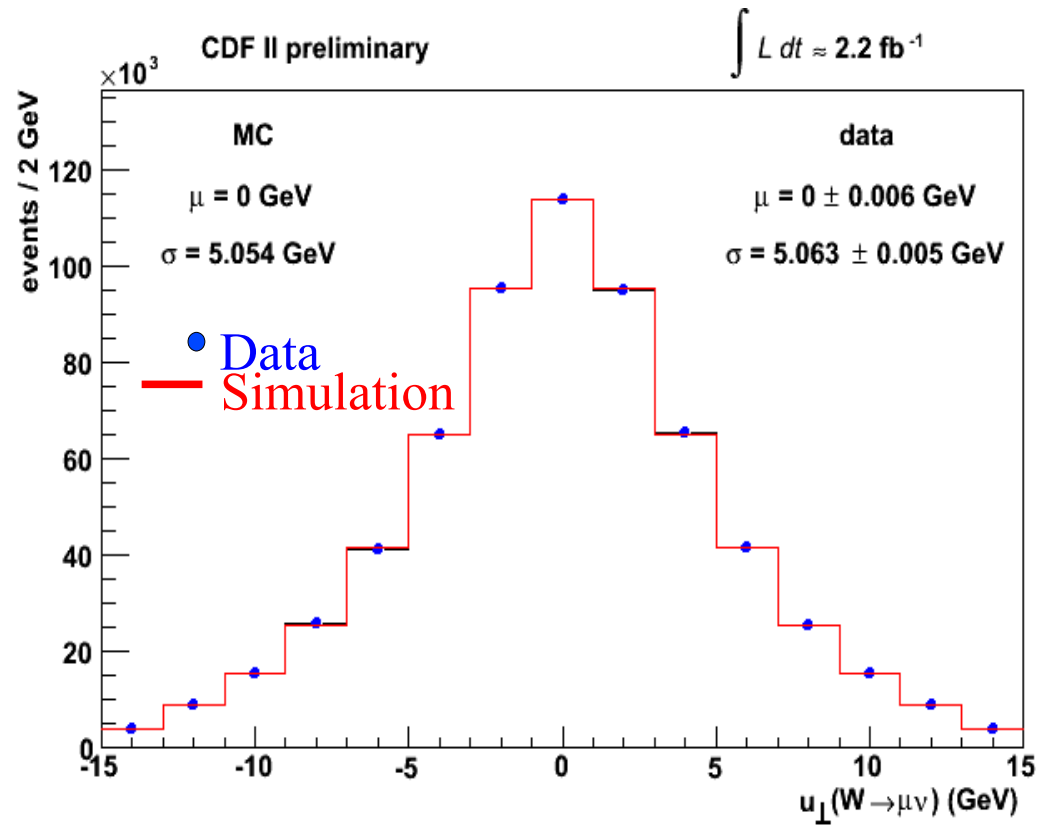 CDF II preliminary
∫ L dt ≈ 2.2 fb⁻¹
×10³
events / 2 GeV
MC
μ = 0 GeV
σ = 5.054 GeV
data
μ = 0 ± 0.006 GeV
σ = 5.063 ± 0.005 GeV
Data
Simulation
120
100
80
60
40
20
0
-15 -10 -5 0 5 10 15
u⊥(W→μν) (GeV)